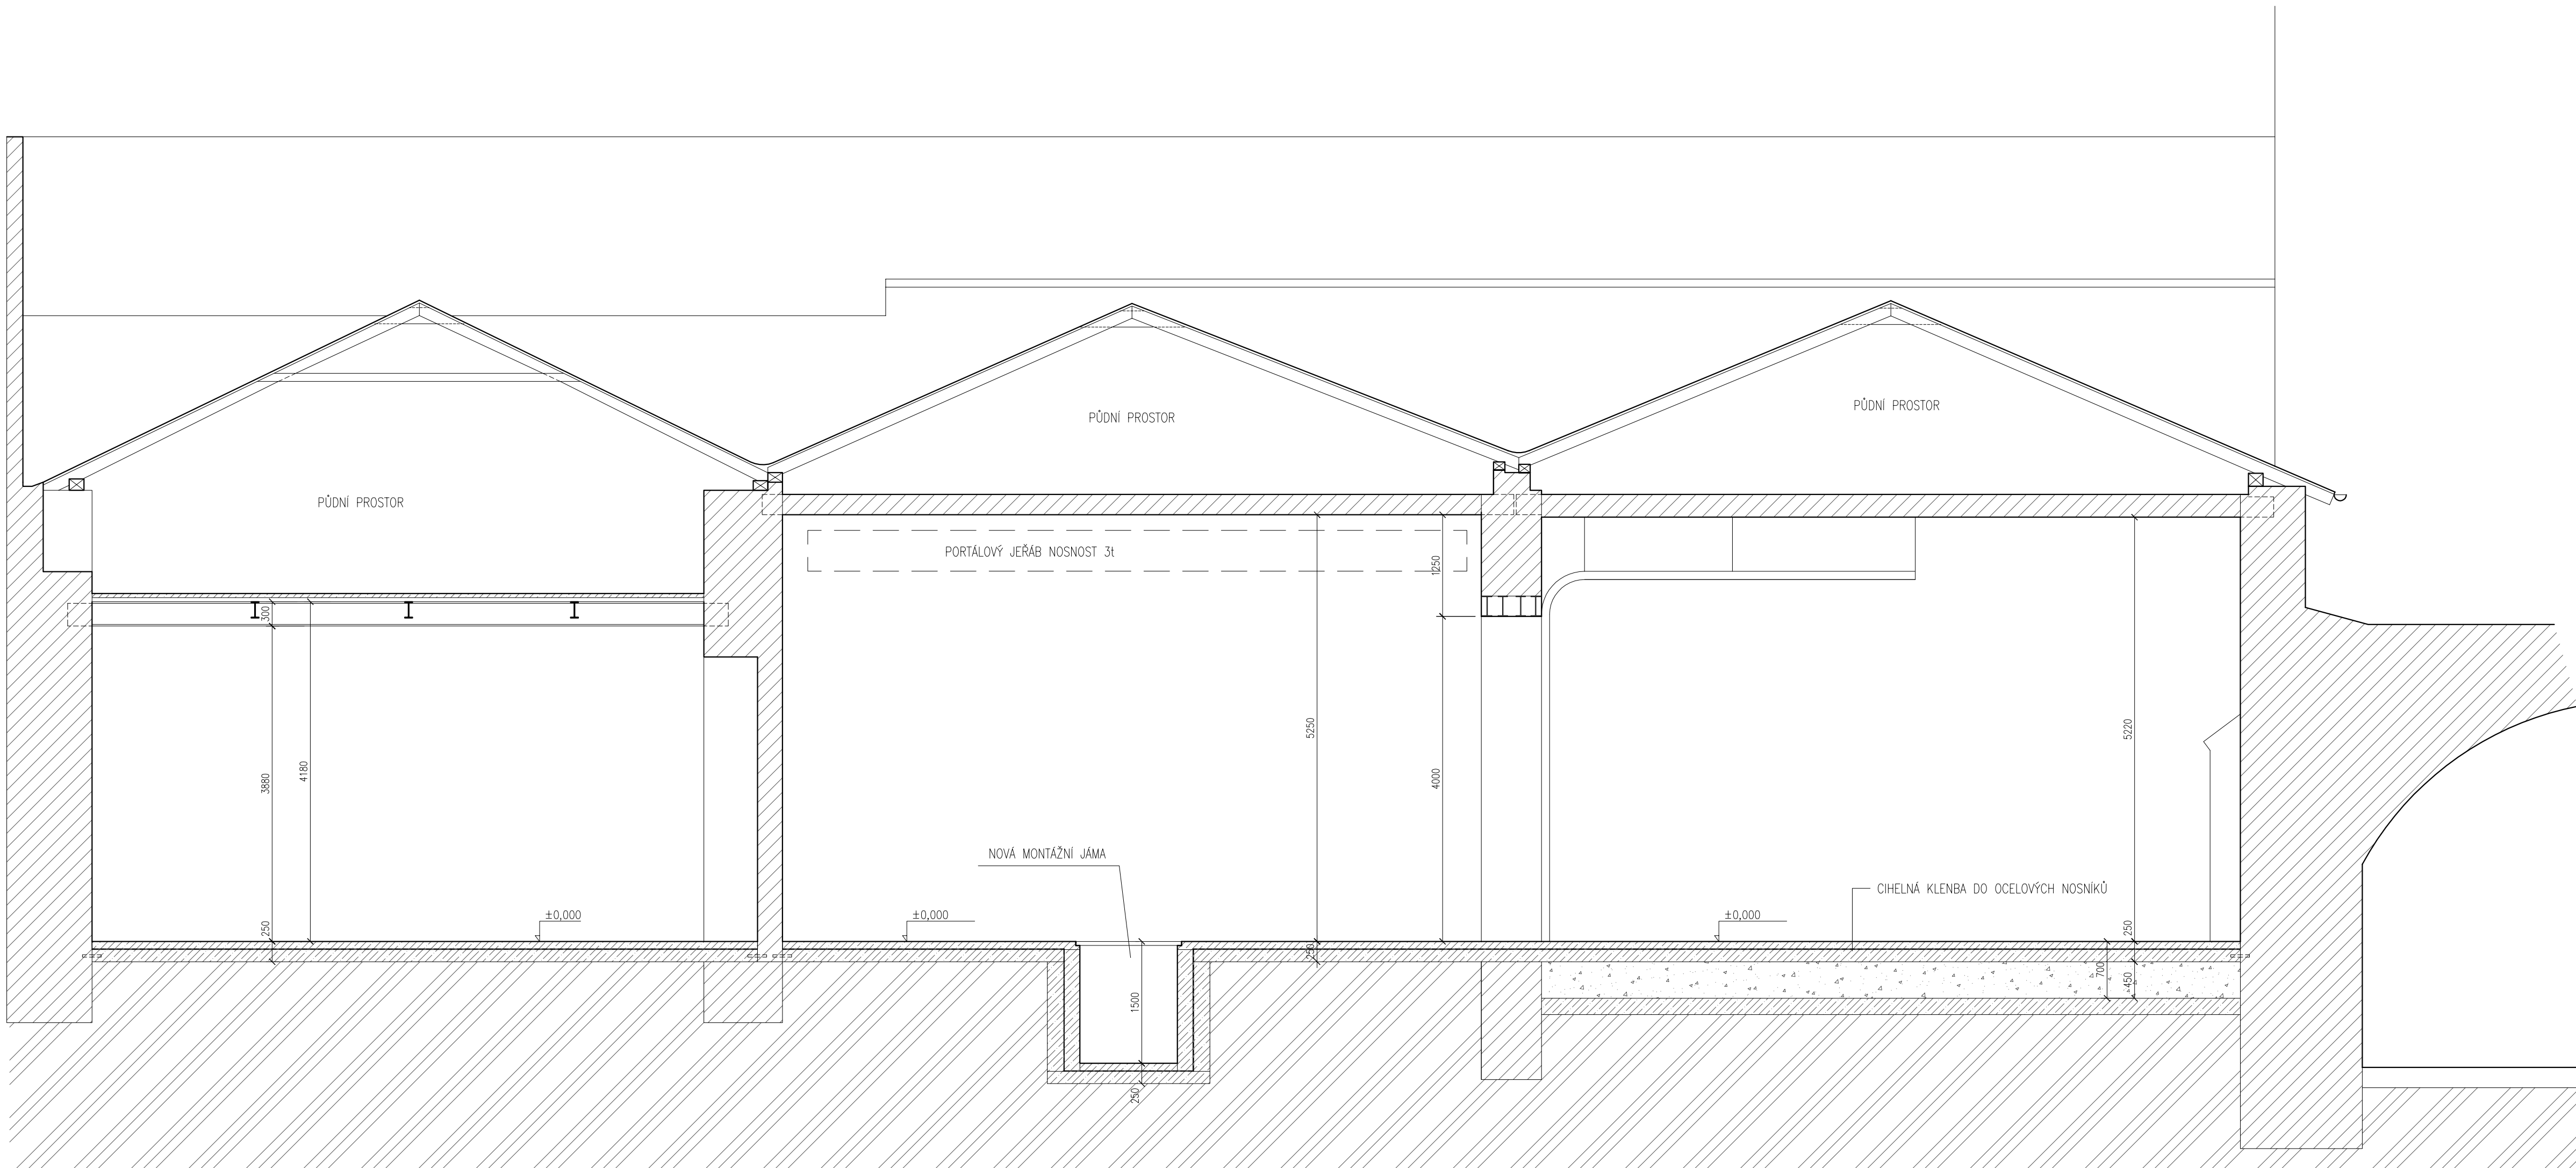 PŮDNÍ PROSTOR
PŮDNÍ PROSTOR
PŮDNÍ PROSTOR
PORTÁLOVÝ JEŘÁB NOSNOST 3t
1250
300
5250
5220
4180
3880
4000
NOVÁ MONTÁŽNÍ JÁMA
CIHELNÁ KLENBA DO OCELOVÝCH NOSNÍKŮ
±0,000
±0,000
±0,000
250
250
250
700
450
1500
250